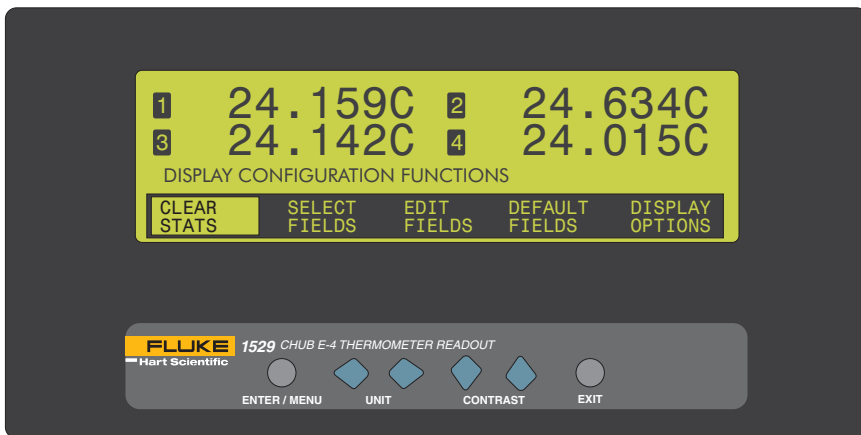 1 24.159C 2 24.634C
3 24.142C 4 24.015C
DISPLAY CONFIGURATION FUNCTIONS
CLEAR STATS
SELECT FIELDS
EDIT FIELDS
DEFAULT FIELDS
DISPLAY OPTIONS
FLUKE
Hart Scientific
1529 CHUB E-4 THERMOMETER READOUT
ENTER / MENU UNIT CONTRAST EXIT